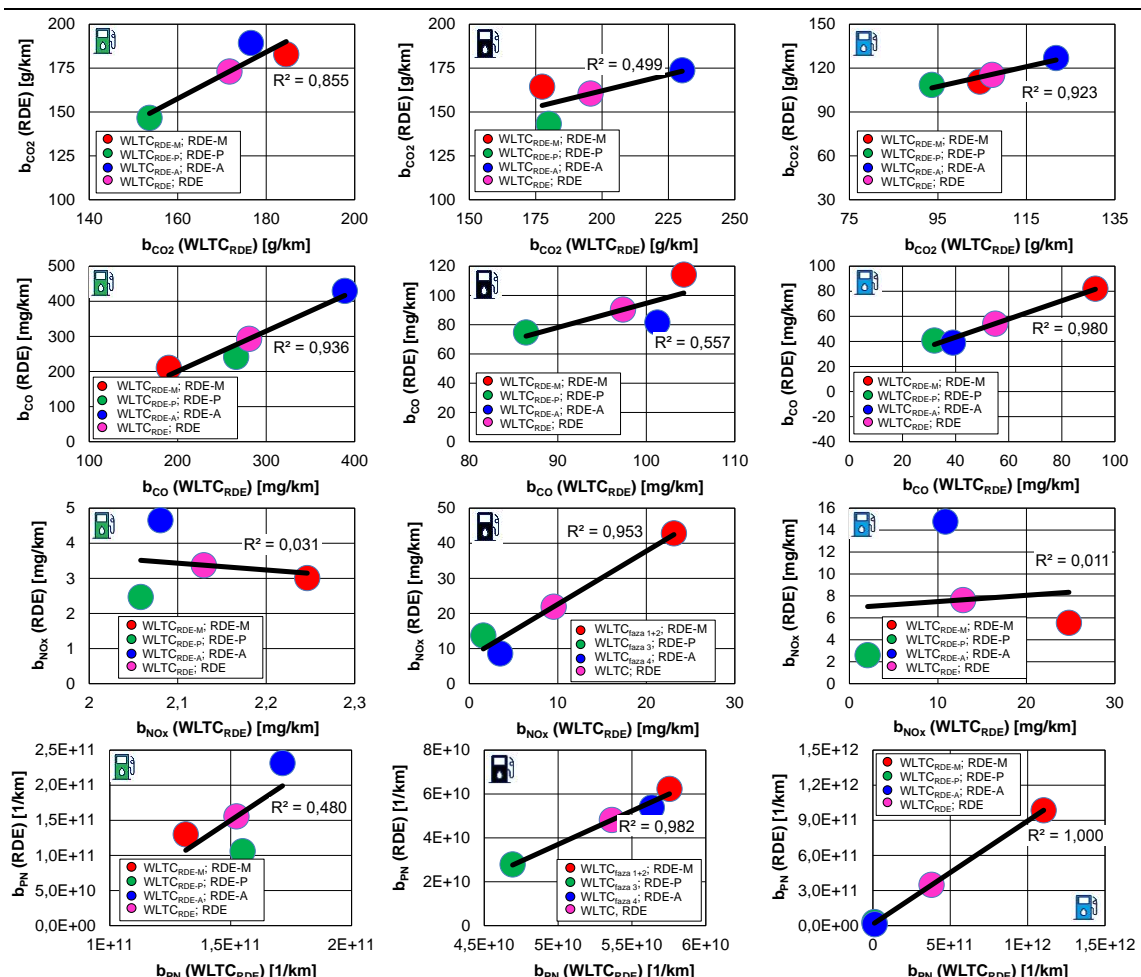 200
175
150
125
100
b_CO2 (RDE) [g/km]
R² = 0,855
WLTC_RDE-M; RDE-M
WLTC_RDE-P; RDE-P
WLTC_RDE-A; RDE-A
WLTC_RDE; RDE
140 160 180 200
b_CO2 (WLTC_RDE) [g/km]
200
175
150
125
100
b_CO2 (RDE) [g/km]
R² = 0,499
WLTC_RDE-M; RDE-M
WLTC_RDE-P; RDE-P
WLTC_RDE-A; RDE-A
WLTC_RDE; RDE
150 175 200 225 250
b_CO2 (WLTC_RDE) [g/km]
150
120
90
60
30
b_CO2 (RDE) [g/km]
R² = 0,923
WLTC_RDE-M; RDE-M
WLTC_RDE-P; RDE-P
WLTC_RDE-A; RDE-A
WLTC_RDE; RDE
75 95 115 135
b_CO2 (WLTC_RDE) [g/km]
500
400
300
200
100
0
b_CO (RDE) [mg/km]
R² = 0,936
WLTC_RDE-M; RDE-M
WLTC_RDE-P; RDE-P
WLTC_RDE-A; RDE-A
WLTC_RDE; RDE
100 200 300 400
b_CO (WLTC_RDE) [mg/km]
120
100
80
60
40
20
0
b_CO (RDE) [mg/km]
R² = 0,557
WLTC_RDE-M; RDE-M
WLTC_RDE-P; RDE-P
WLTC_RDE-A; RDE-A
WLTC_RDE; RDE
80 90 100 110
b_CO (WLTC_RDE) [mg/km]
100
80
60
40
20
0
-20
-40
b_CO (RDE) [mg/km]
R² = 0,980
WLTC_RDE-M; RDE-M
WLTC_RDE-P; RDE-P
WLTC_RDE-A; RDE-A
WLTC_RDE; RDE
0 20 40 60 80 100
b_CO (WLTC_RDE) [mg/km]
5
4
3
2
1
0
b_NOx (RDE) [mg/km]
R² = 0,031
WLTC_RDE-M; RDE-M
WLTC_RDE-P; RDE-P
WLTC_RDE-A; RDE-A
WLTC_RDE; RDE
2 2,1 2,2 2,3
b_NOx (WLTC_RDE) [mg/km]
50
40
30
20
10
0
b_NOx (RDE) [mg/km]
R² = 0,953
WLTC_faza 1+2; RDE-M
WLTC_faza 3; RDE-P
WLTC_faza 4; RDE-A
WLTC; RDE
0 10 20 30
b_NOx (WLTC_RDE) [mg/km]
16
14
12
10
8
6
4
2
0
b_NOx (RDE) [mg/km]
R² = 0,011
WLTC_RDE-M; RDE-M
WLTC_RDE-P; RDE-P
WLTC_RDE-A; RDE-A
WLTC_RDE; RDE
0 10 20 30
b_NOx (WLTC_RDE) [mg/km]
2,5E+11
2,0E+11
1,5E+11
1,0E+11
5,0E+10
0,0E+00
b_PN (RDE) [1/km]
R² = 0,480
WLTC_RDE-M; RDE-M
WLTC_RDE-P; RDE-P
WLTC_RDE-A; RDE-A
WLTC_RDE; RDE
1E+11 2E+11 2E+11
b_PN (WLTC_RDE) [1/km]
8E+10
6E+10
4E+10
2E+10
0
b_PN (RDE) [1/km]
R² = 0,982
WLTC_faza 1+2; RDE-M
WLTC_faza 3; RDE-P
WLTC_faza 4; RDE-A
WLTC, RDE
4,5E+10 5E+10 5,5E+10 6E+10
b_PN (WLTC_RDE) [1/km]
1,5E+12
1,2E+12
9,0E+11
6,0E+11
3,0E+11
0,0E+00
b_PN (RDE) [1/km]
WLTC_RDE-M; RDE-M
WLTC_RDE-P; RDE-P
WLTC_RDE-A; RDE-A
WLTC_RDE; RDE
R² = 1,000
0 5E+11 1E+12 1,5E+12
b_PN (WLTC_RDE) [1/km]